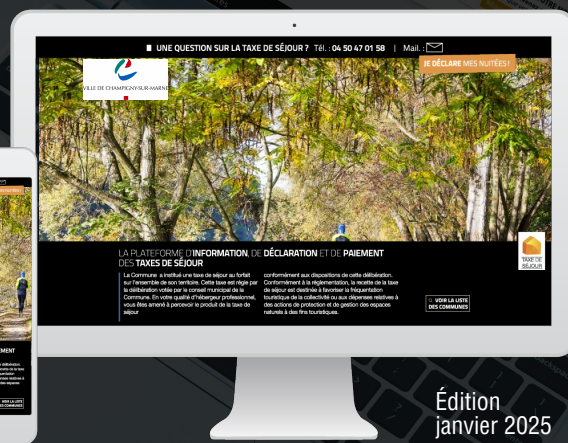 UNE QUESTION SUR LA TAXE DE SÉJOUR ? Tél. : 04 50 47 01 58 | Mail. :
JE DÉCLARE MES NUITÉES !
VILLE DE CHAMPIGNY-SUR-MARNE
LA PLATEFORME D'INFORMATION, DE DÉCLARATION ET DE PAIEMENT
DES TAXES DE SÉJOUR
La Commune a institué une taxe de séjour au forfait
sur l'ensemble de son territoire. Cette taxe est régie par
la délibération votée par le conseil municipal de la
Commune. En votre qualité d'hébergeur professionnel,
vous êtes amené à percevoir le produit de la taxe de
séjour
conformément aux dispositions de cette délibération.
Conformément à la réglementation, la recette de la taxe
de séjour est destinée à favoriser la fréquentation
touristique de la collectivité ou aux dépenses relatives à
des actions de protection et de gestion des espaces
naturels à des fins touristiques.
TAXE DE
SÉJOUR
VOIR LA LISTE
DES COMMUNES
Édition
janvier 2025